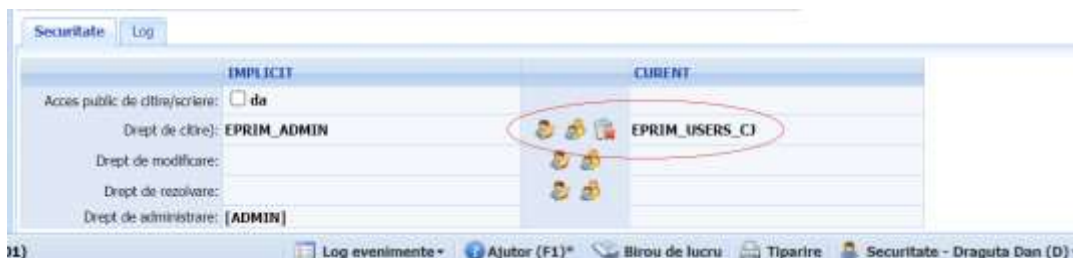 Securitate Log
IMPLICIT CURENT
Acces public de citire/scriere: da
Drept de citire): EPRIM_ADMIN EPRIM_USERS_CJ
Drept de modificare:
Drept de rezolvare:
Drept de administrare: [ADMIN]
01) Log evenimente Ajutor (F1)* Birou de lucru Tiparire Securitate - Draguta Dan (D)